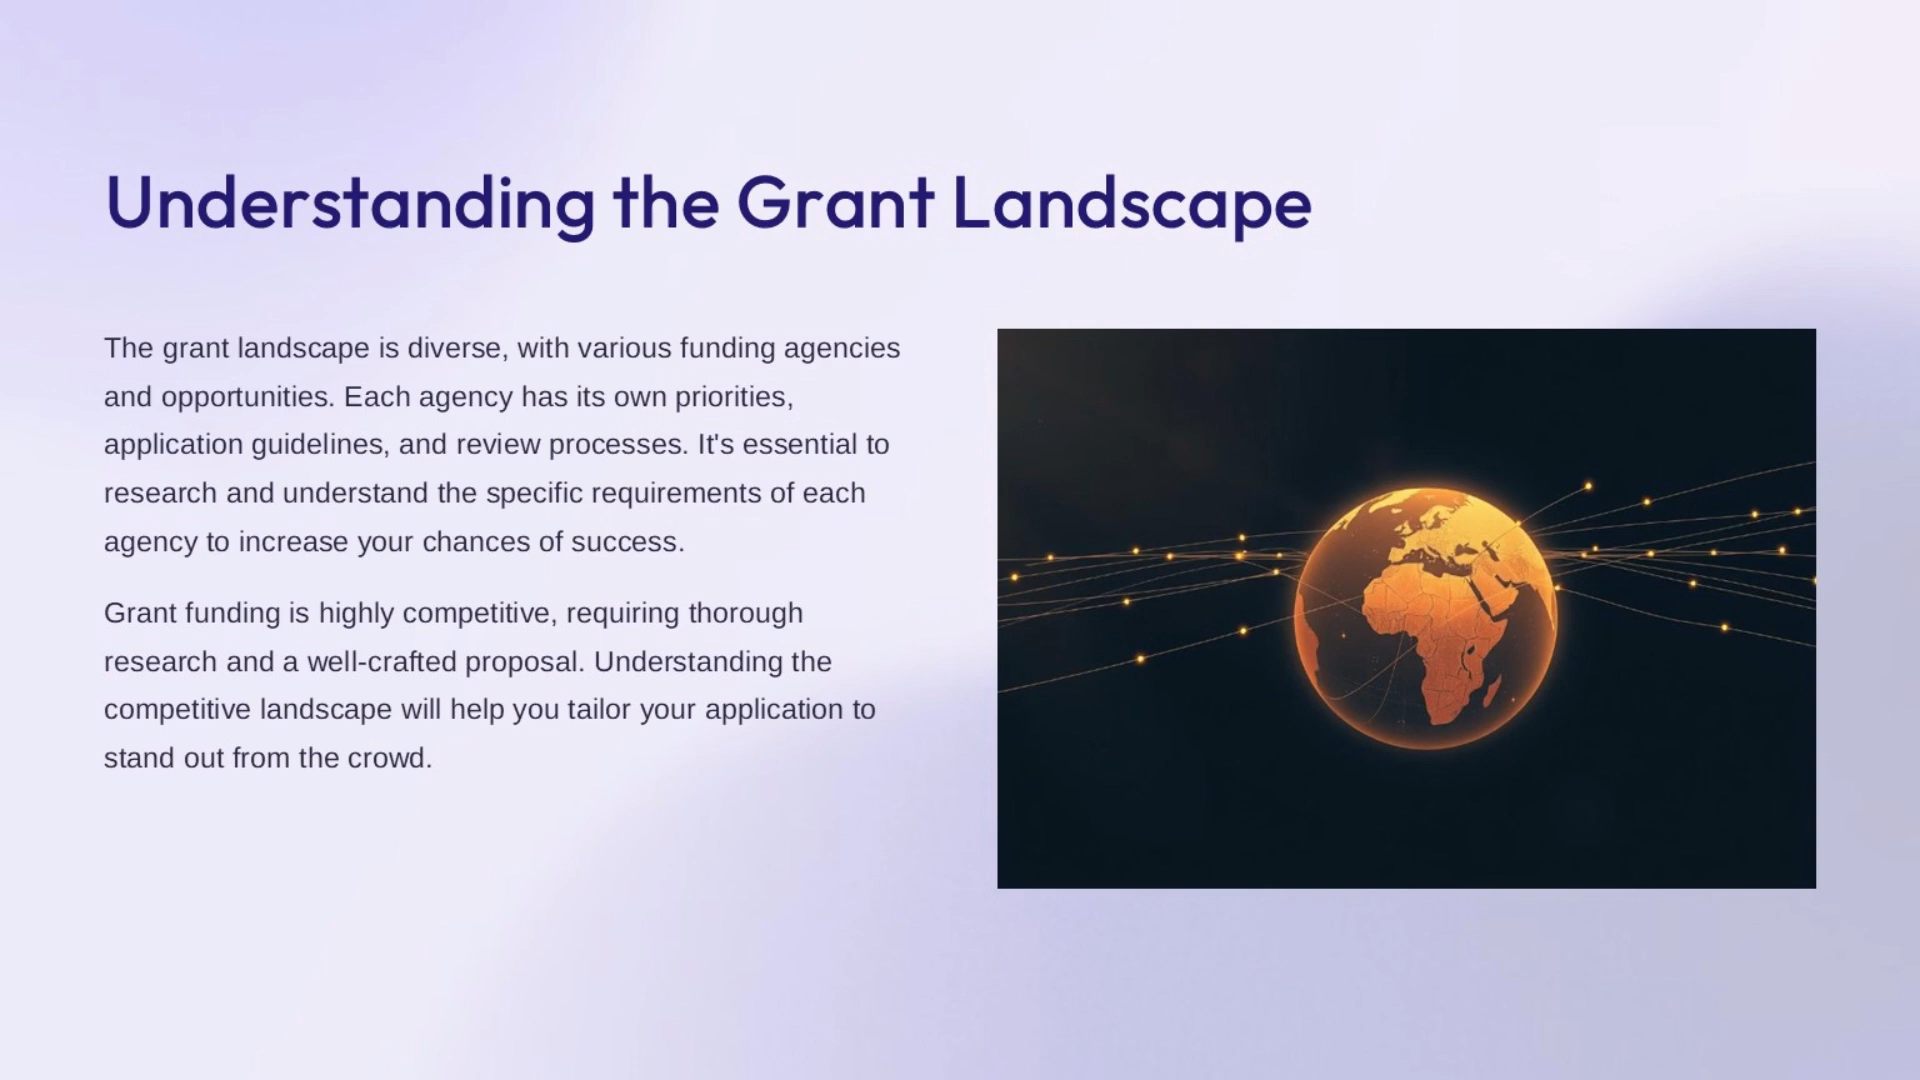 Understanding the Grant Landscape
The grant landscape is diverse, with various funding agencies
and opportunities. Each agency has its own priorities,
application guidelines, and review processes. It's essential to
research and understand the specific requirements of each
agency to increase your chances of success.
Grant funding is highly competitive, requiring thorough
research and a well-crafted proposal. Understanding the
competitive landscape will help you tailor your application to
stand out from the crowd.